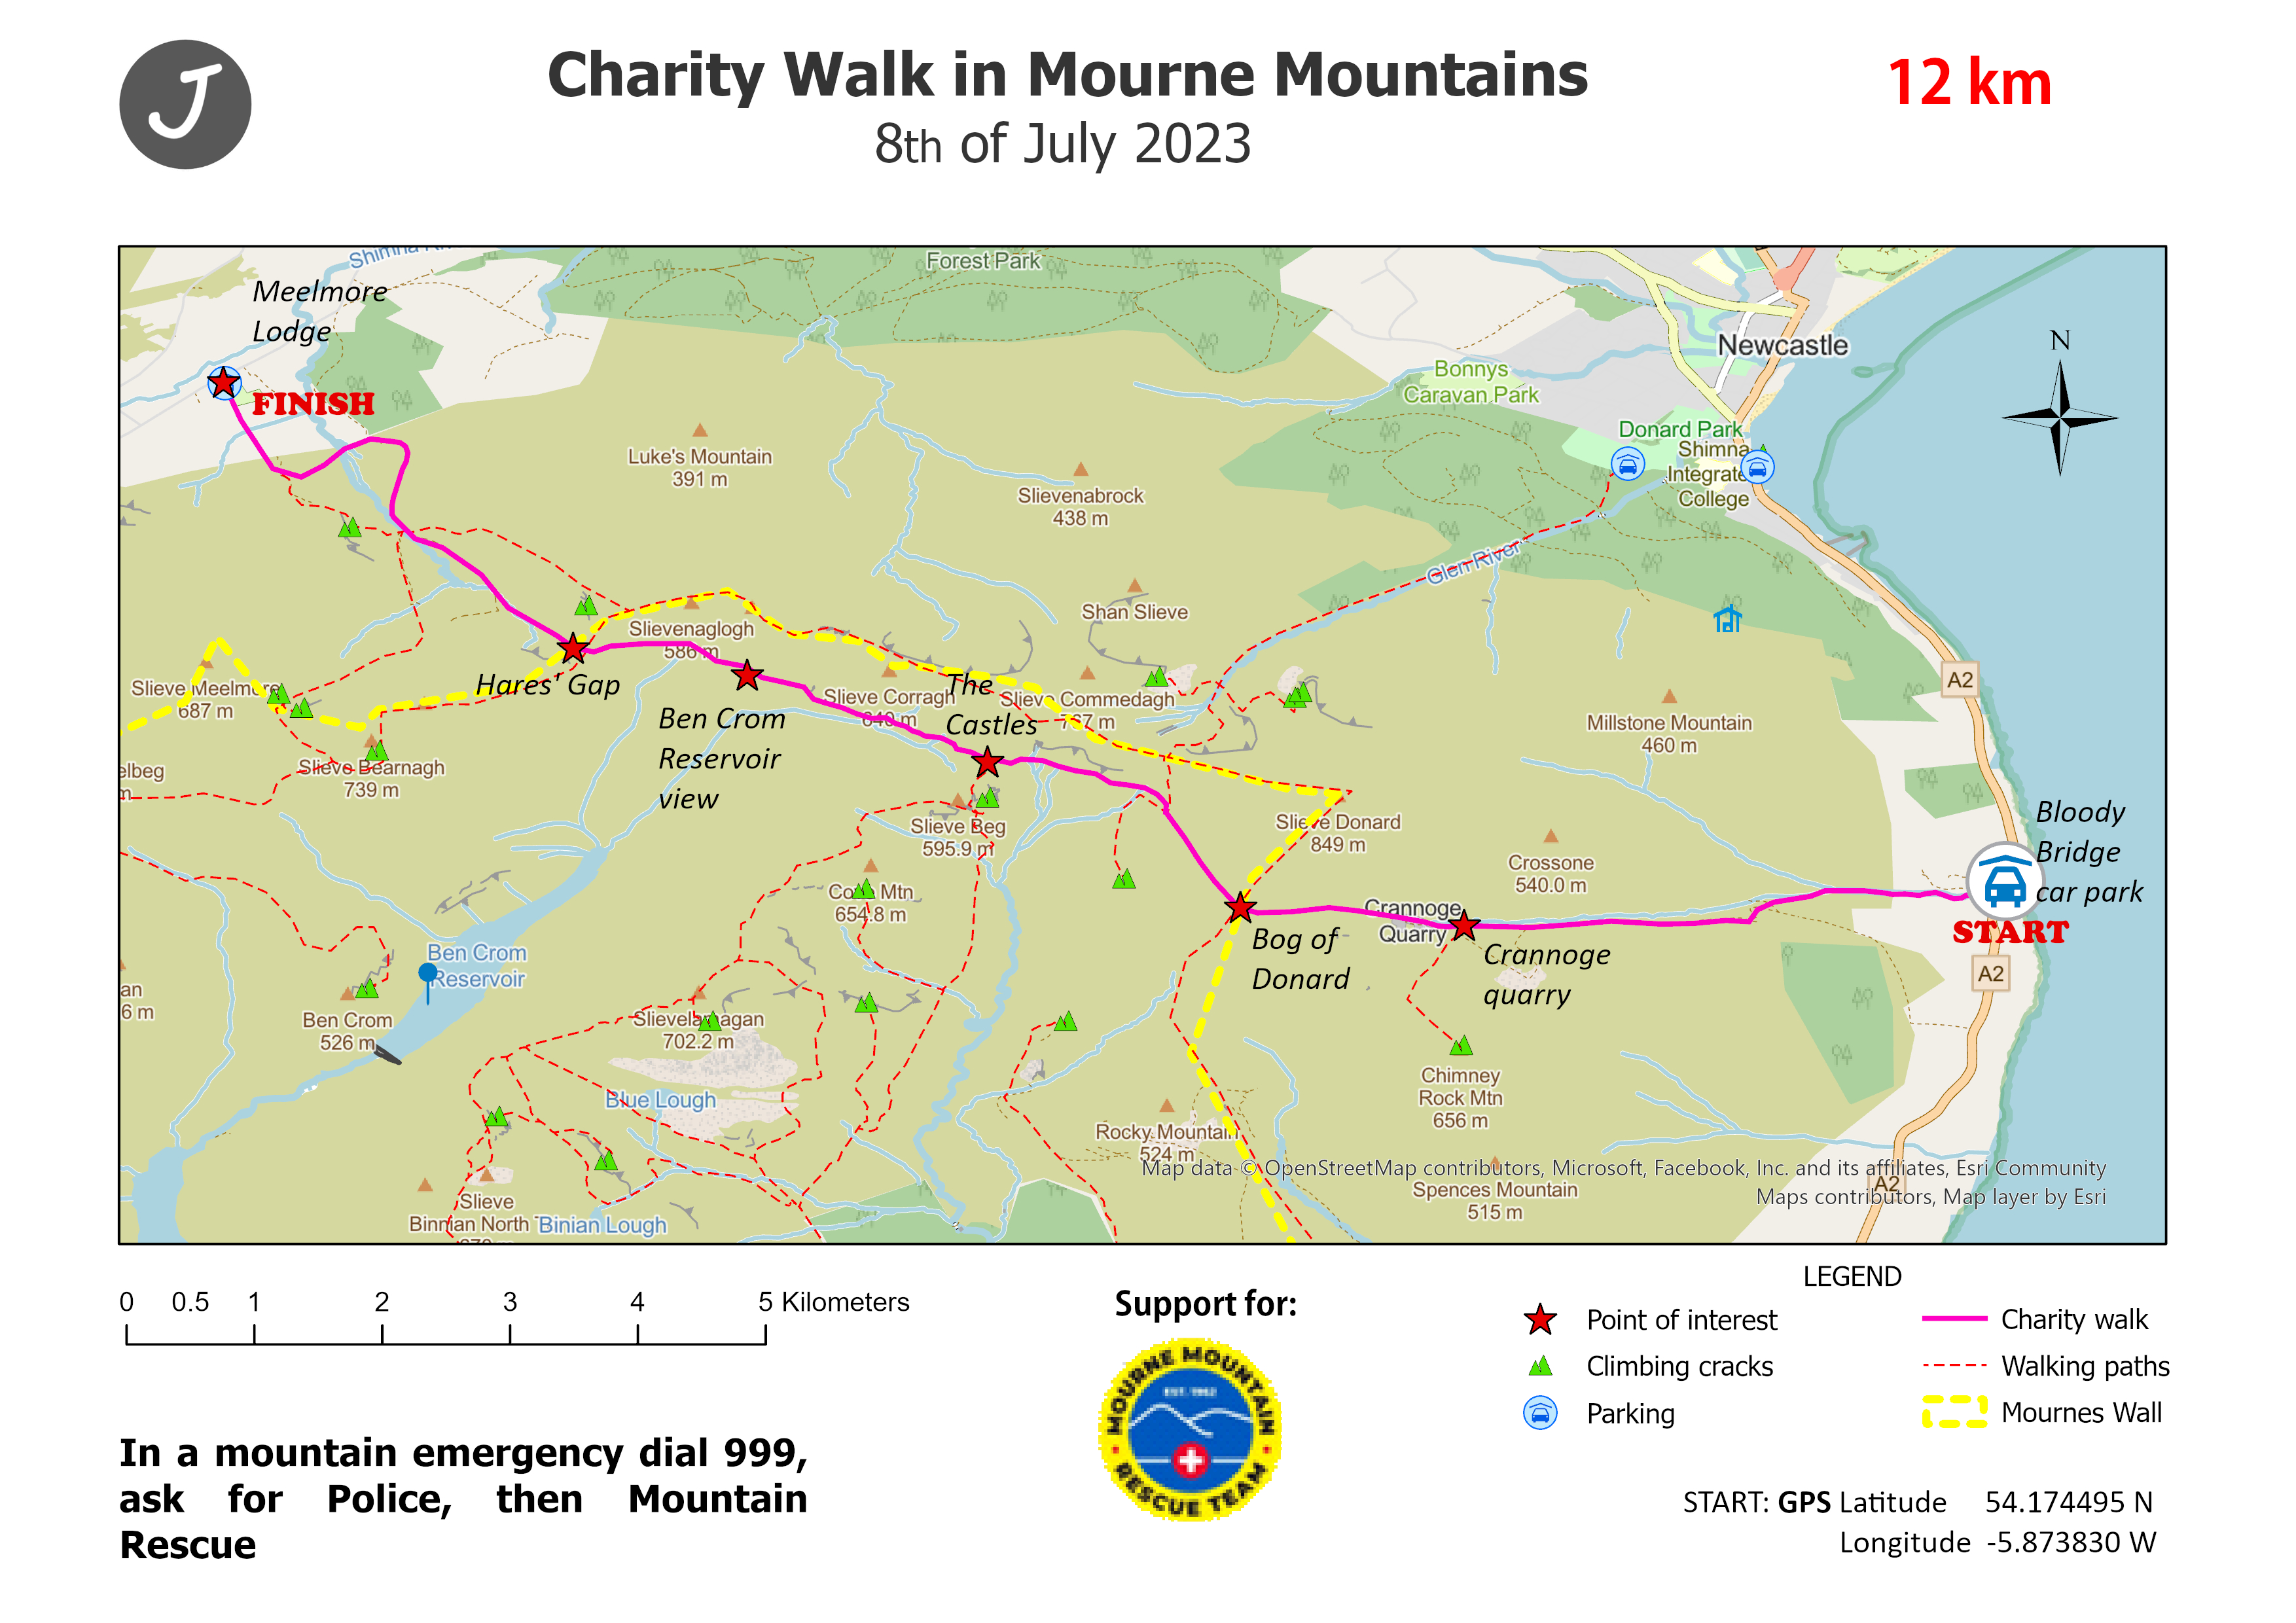 J
Charity Walk in Mourne Mountains
12 km
8th of July 2023
Forest Park
Meelmore
Lodge
FINISH
Newcastle
N
Bonnys
Caravan Park
Donard Park
Shimna
Integrate
College
Luke's Mountain
391 m
Slievenabrock
438 m
Glen River
Shan Slieve
Slievenaglogh
586 m
Slieve Meelmore
687 m
Hares' Gap
Slieve Corragh
640 m
The
Castles
Slieve Commedagh
767 m
A2
Millstone Mountain
460 m
Ben Crom
Reservoir
view
elbeg
m
Slieve Bearnagh
739 m
Slieve Beg
595.9 m
Slieve Donard
849 m
Crossone
540.0 m
Bloody
Bridge
car park
START
654.8 m
Crannoge
Quarry
Bog of
Donard
Crannoge
quarry
A2
Ben Crom
Reservoir
an
6 m
Ben Crom
526 m
Slievelamagan
702.2 m
Blue Lough
Chimney
Rock Mtn
656 m
Rocky Mountain
524 m
Map data © OpenStreetMap contributors, Microsoft, Facebook, Inc. and its affiliates, Esri Community
Maps contributors, Map layer by Esri
A2
Spences Mountain
515 m
Slieve
Binnian North
Binian Lough
0 0.5 1 2 3 4 5 Kilometers
Support for:
MOURNE MOUNTAIN
EST. 1962
RESCUE TEAM
LEGEND
Point of interest
Charity walk
Climbing cracks
Walking paths
Parking
Mournes Wall
In a mountain emergency dial 999,
ask for Police, then Mountain
Rescue
START: GPS Latitude 54.174495 N
Longitude -5.873830 W